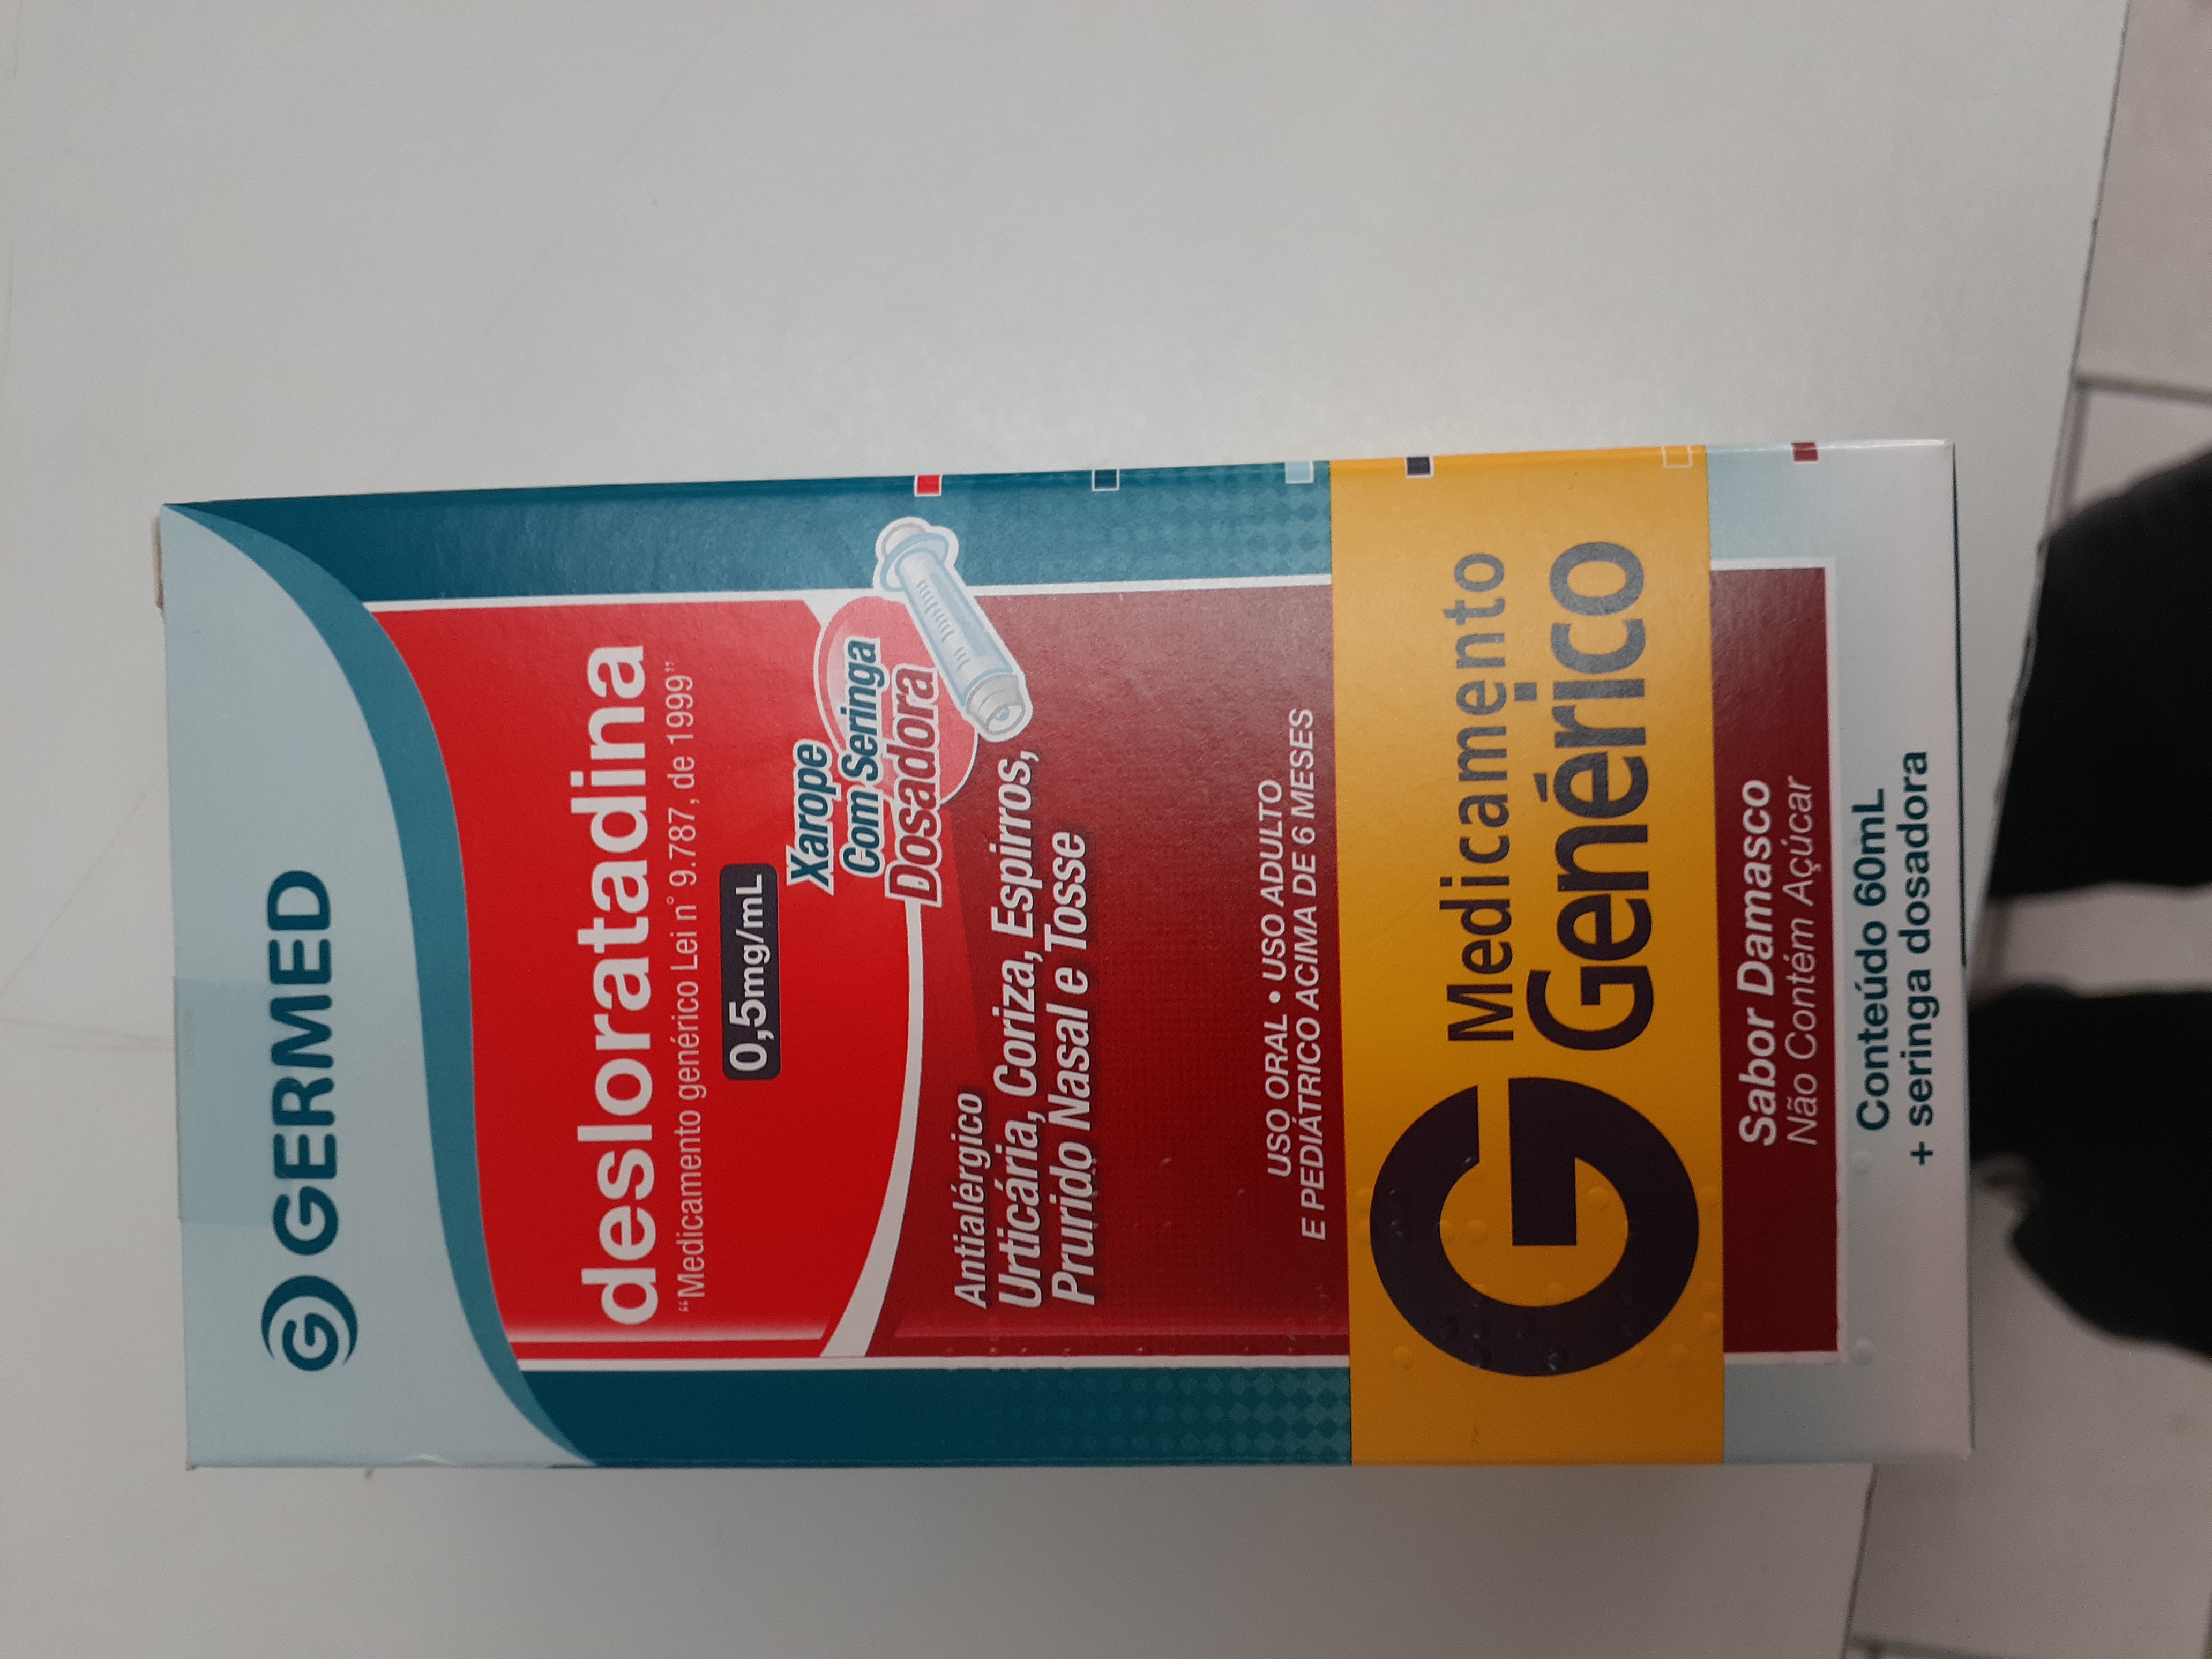 GERMED
desloratadina
“Medicamento genérico Lei n° 9.787, de 1999”
0,5mg/mL
Xarope
Com Seringa
Dosadora
Antialérgico
Urticária, Coriza, Espirros,
Prurido Nasal e Tosse
USO ORAL • USO ADULTO
E PEDIÁTRICO ACIMA DE 6 MESES
G Medicamento
Genérico
Sabor Damasco
Não Contém Açúcar
Conteúdo 60mL
+ seringa dosadora